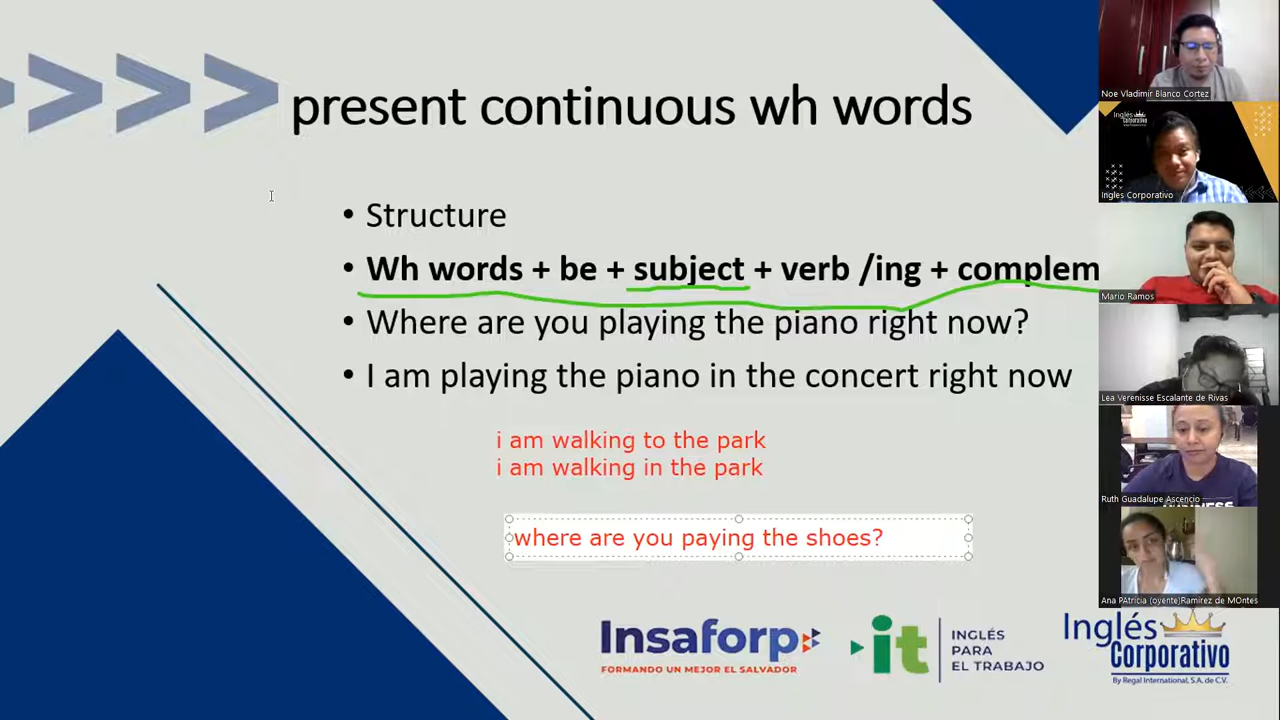 present continuous wh words
• Structure
• Wh words + be + subject + verb /ing + complem
• Where are you playing the piano right now?
• I am playing the piano in the concert right now
i am walking to the park
i am walking in the park
where are you paying the shoes?
Insaforp
FORMANDO UN MEJOR EL SALVADOR
it
INGLÉS
PARA
EL TRABAJO
Inglés
Corporativo
By Regal International, S.A. de C.V.
Noe Vladimir Blanco Cortez
Inglés
Corporativo
Ingles Corporativo
Mario Ramos
Lea Verenisse Escalante de Rivas
Ruth Guadalupe Ascencio
Ana PAtricia (oyente)Ramirez de MOntes